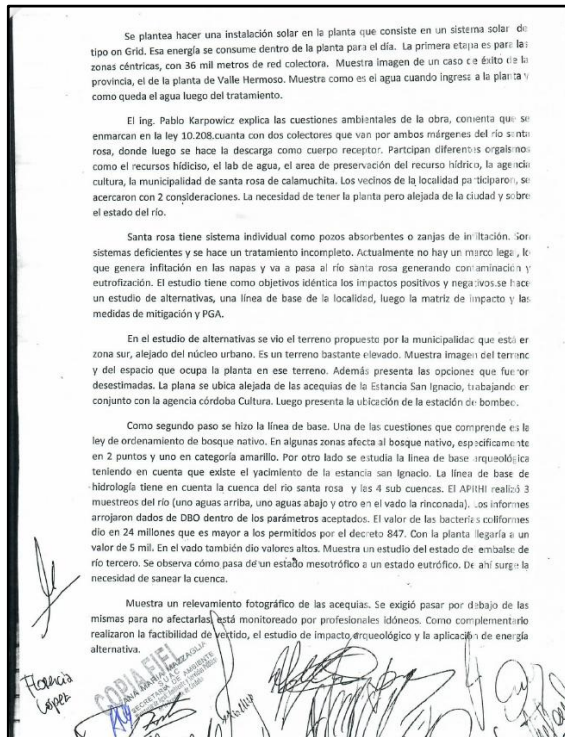 Se plantea hacer una instalación solar en la planta que consiste en un sistema solar de
tipo on Grid. Esa energía se consume dentro de la planta para el día. La primera etapa es para las
zonas céntricas, con 36 mil metros de red colectora. Muestra imagen de un caso de éxito de la
provincia, el de la planta de Valle Hermoso. Muestra como es el agua cuando ingresa a la planta y
como queda el agua luego del tratamiento.
El ing. Pablo Karpowicz explica las cuestiones ambientales de la obra, comenta que se
enmarcan en la ley 10.208.cuanta con dos colectores que van por ambos márgenes del río santa
rosa, donde luego se hace la descarga como cuerpo receptor. Partcipan diferentes orgaismos
como el recursos hídiciso, el lab de agua, el area de preservación del recurso hídrico, la agencia
cultura, la municipalidad de santa rosa de calamuchita. Los vecinos de la localidad participaron, se
acercaron con 2 consideraciones. La necesidad de tener la planta pero alejada de la ciudad y sobre
el estado del río.
Santa rosa tiene sistema individual como pozos absorbentes o zanjas de infiltación. Son
sistemas deficientes y se hace un tratamiento incompleto. Actualmente no hay un marco legal, lo
que genera infitación en las napas y va a pasar al río santa rosa generando contaminación y
eutrofización. El estudio tiene como objetivos idéntica los impactos positivos y negativos.se hace
un estudio de alternativas, una línea de base de la localidad, luego la matriz de impacto y las
medidas de mitigación y PGA.
En el estudio de alternativas se vio el terreno propuesto por la municipalidad que está en
zona sur, alejado del núcleo urbano. Es un terreno bastante elevado. Muestra imagen del terreno
y del espacio que ocupa la planta en ese terreno. Además presenta las opciones que fueron
desestimadas. La plana se ubica alejada de las acequias de la Estancia San Ignacio, trabajando en
conjunto con la agencia córdoba Cultura. Luego presenta la ubicación de la estación de bombeo.
Como segundo paso se hizo la línea de base. Una de las cuestiones que comprende es la
ley de ordenamiento de bosque nativo. En algunas zonas afecta al bosque nativo, específicamente
en 2 puntos y uno en categoría amarillo. Por otro lado se estudia la linea de base arqueológica
teniendo en cuenta que existe el yacimiento de la estancia san Ignacio. La línea de base de
hidrología tiene en cuenta la cuenca del rio santa rosa y las 4 sub cuencas. El APRHI realizó 3
muestreos del río (uno aguas arriba, uno aguas abajo y otro en el vado la rinconada). Los informes
arrojaron dados de DBO dentro de los parámetros aceptados. El valor de las bacterias coliformes
dio en 24 millones que es mayor a los permitidos por el decreto 847. Con la planta llegaría a un
valor de 5 mil. En el vado también dio valores altos. Muestra un estudio del estado de embalse de
río tercero. Se observa cómo pasa de un estado mesotrófico a un estado eutrófico. De ahí surge la
necesidad de sanear la cuenca.
Muestra un relevamiento fotográfico de las acequias. Se exigió pasar por debajo de las
mismas para no afectarlas, está monitoreado por profesionales idóneos. Como complementario
realizaron la factibilidad de vertido, el estudio de impacto arqueológico y la aplicación de energía
alternativa.
Florencia
López
COPIA FIEL
ANA MARIA MAZZAGLIA
SUAC
SECRETARIA DE AMBIENTE